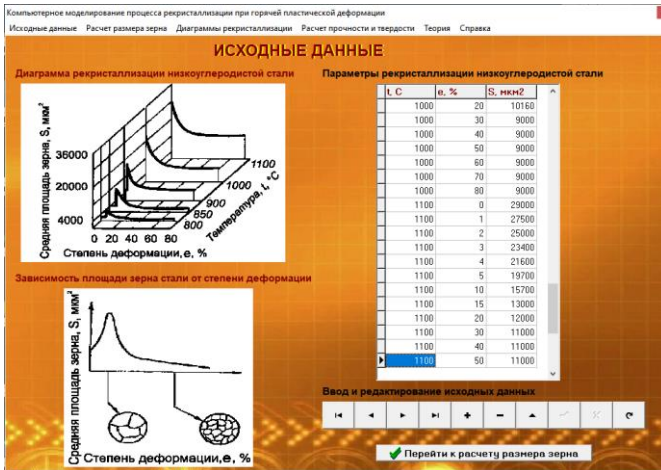 Компьютерное моделирование процесса рекристаллизации при горячей пластической деформации
Исходные данные Расчет размера зерна Диаграммы рекристаллизации Расчет прочности и твердости Теория Справка
ИСХОДНЫЕ ДАННЫЕ
Диаграмма рекристаллизации низкоуглеродистой стали
Средняя площадь зерна, S, мкм²
36000
20000
4000
0 20 40 60 80
Степень деформации,е, %
800
850
900
1000
1100
Температура, t, °C
Зависимость площади зерна стали от степени деформации
Средняя площадь зерна, S, мкм²
Степень деформации,е, %
Параметры рекристаллизации низкоуглеродистой стали
t, C е, % S, мкм2
1000 20 10160
1000 30 9000
1000 40 9000
1000 50 9000
1000 60 9000
1000 70 9000
1000 80 9000
1100 0 29000
1100 1 27500
1100 2 25000
1100 3 23400
1100 4 21600
1100 5 19700
1100 10 15700
1100 15 13000
1100 20 12000
1100 30 11000
1100 40 11000
1100 50 11000
Ввод и редактирование исходных данных
Перейти к расчету размера зерна